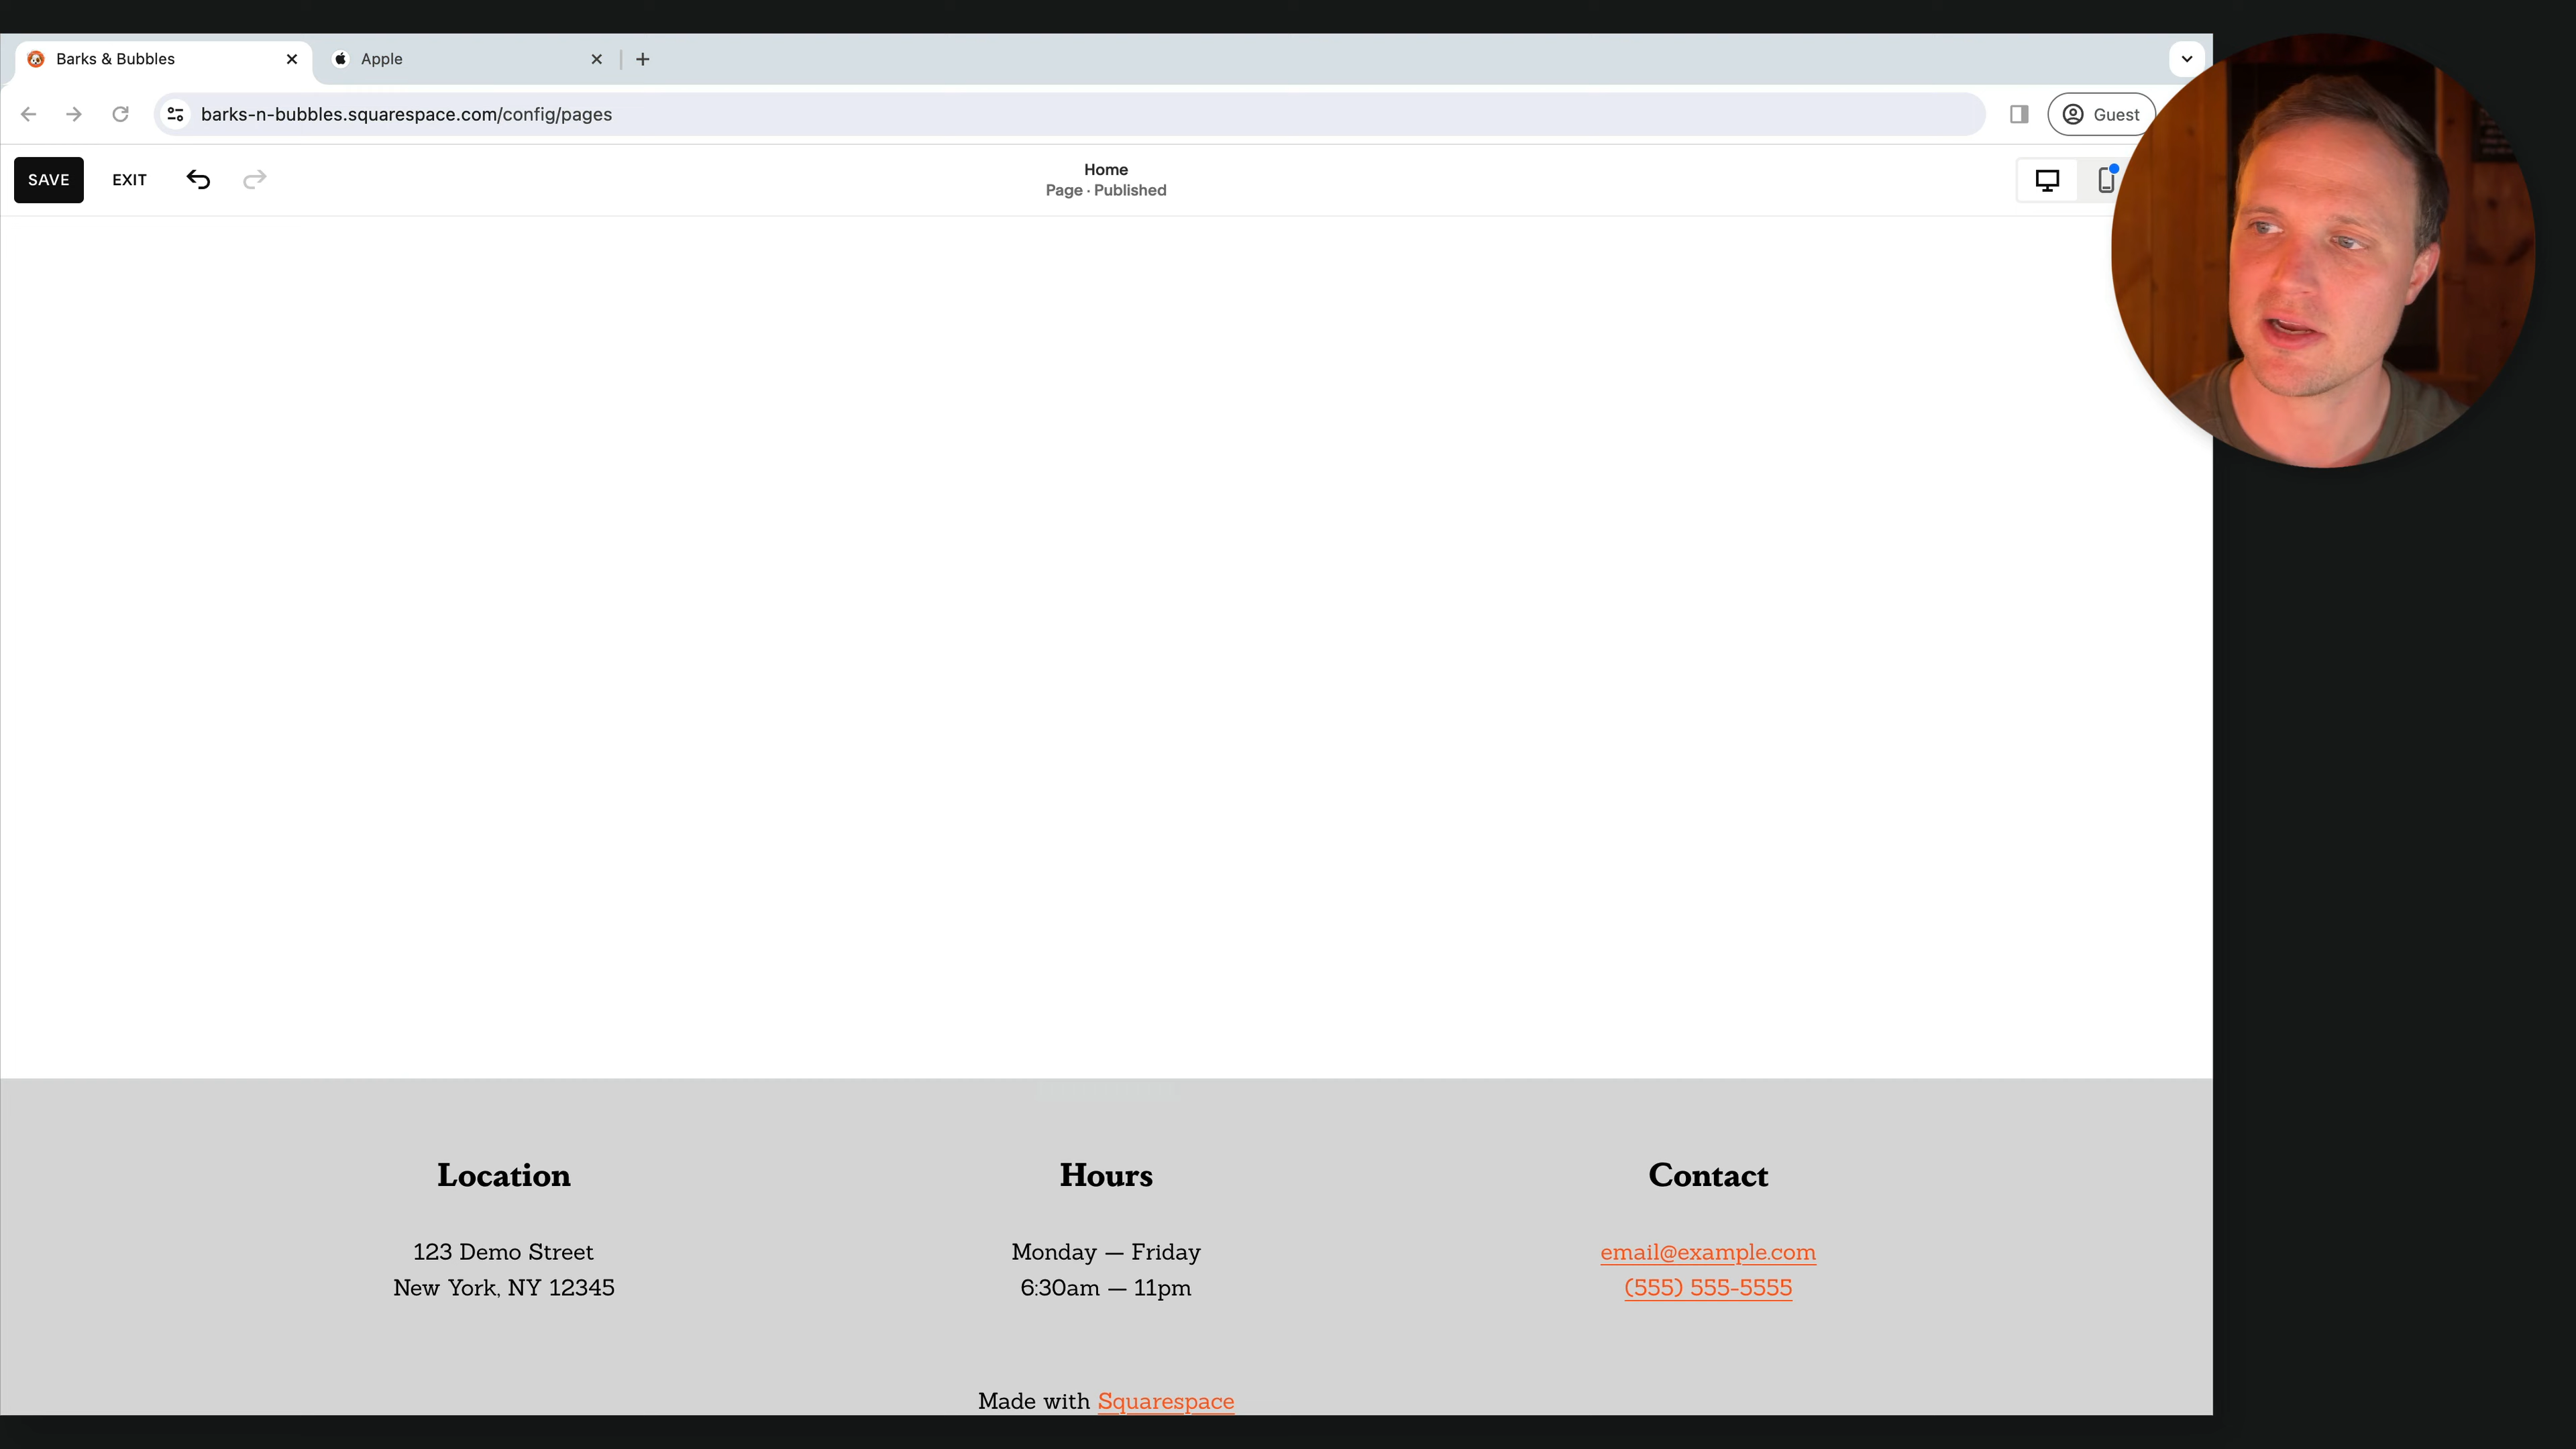 Barks & Bubbles
Apple
barks-n-bubbles.squarespace.com/config/pages
Guest
SAVE
EXIT
Home
Page · Published
Location
Hours
Contact
123 Demo Street
New York, NY 12345
Monday — Friday
6:30am — 11pm
email@example.com
(555) 555-5555
Made with Squarespace